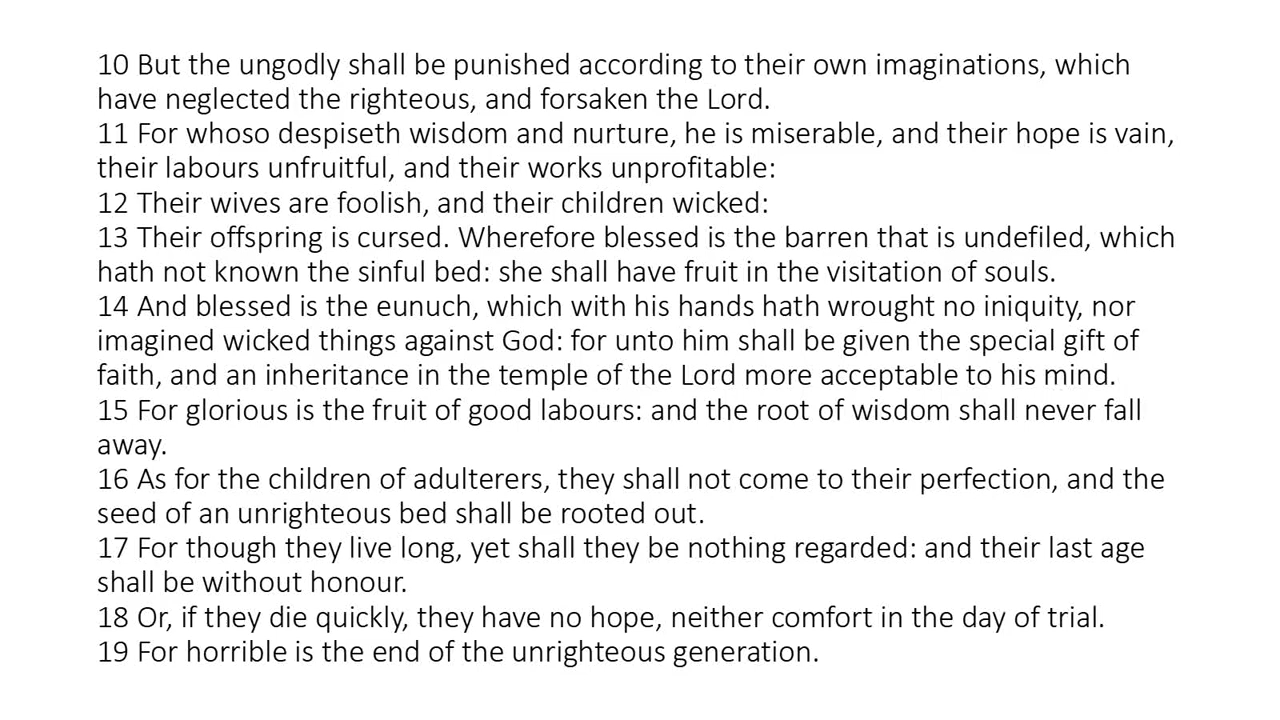 10 But the ungodly shall be punished according to their own imaginations, which
have neglected the righteous, and forsaken the Lord.
11 For whoso despiseth wisdom and nurture, he is miserable, and their hope is vain,
their labours unfruitful, and their works unprofitable:
12 Their wives are foolish, and their children wicked:
13 Their offspring is cursed. Wherefore blessed is the barren that is undefiled, which
hath not known the sinful bed: she shall have fruit in the visitation of souls.
14 And blessed is the eunuch, which with his hands hath wrought no iniquity, nor
imagined wicked things against God: for unto him shall be given the special gift of
faith, and an inheritance in the temple of the Lord more acceptable to his mind.
15 For glorious is the fruit of good labours: and the root of wisdom shall never fall
away.
16 As for the children of adulterers, they shall not come to their perfection, and the
seed of an unrighteous bed shall be rooted out.
17 For though they live long, yet shall they be nothing regarded: and their last age
shall be without honour.
18 Or, if they die quickly, they have no hope, neither comfort in the day of trial.
19 For horrible is the end of the unrighteous generation.